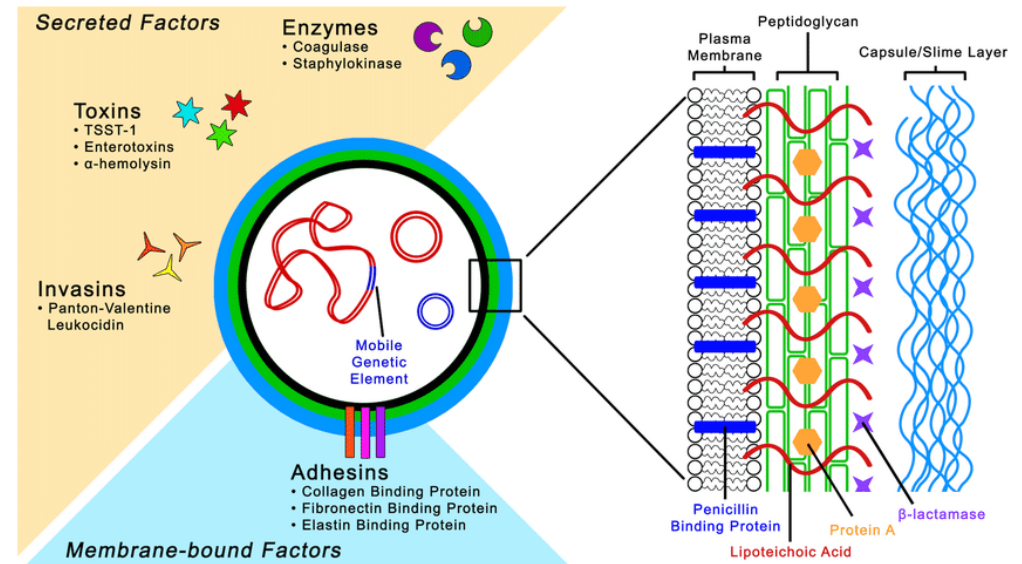 Secreted Factors
Enzymes
• Coagulase
• Staphylokinase
Toxins
• TSST-1
• Enterotoxins
• α-hemolysin
Invasins
• Panton-Valentine
Leukocidin
Mobile
Genetic
Element
Adhesins
• Collagen Binding Protein
• Fibronectin Binding Protein
• Elastin Binding Protein
Membrane-bound Factors
Peptidoglycan
Plasma
Membrane
Capsule/Slime Layer
Penicillin
Binding Protein
Lipoteichoic Acid
Protein A
β-lactamase